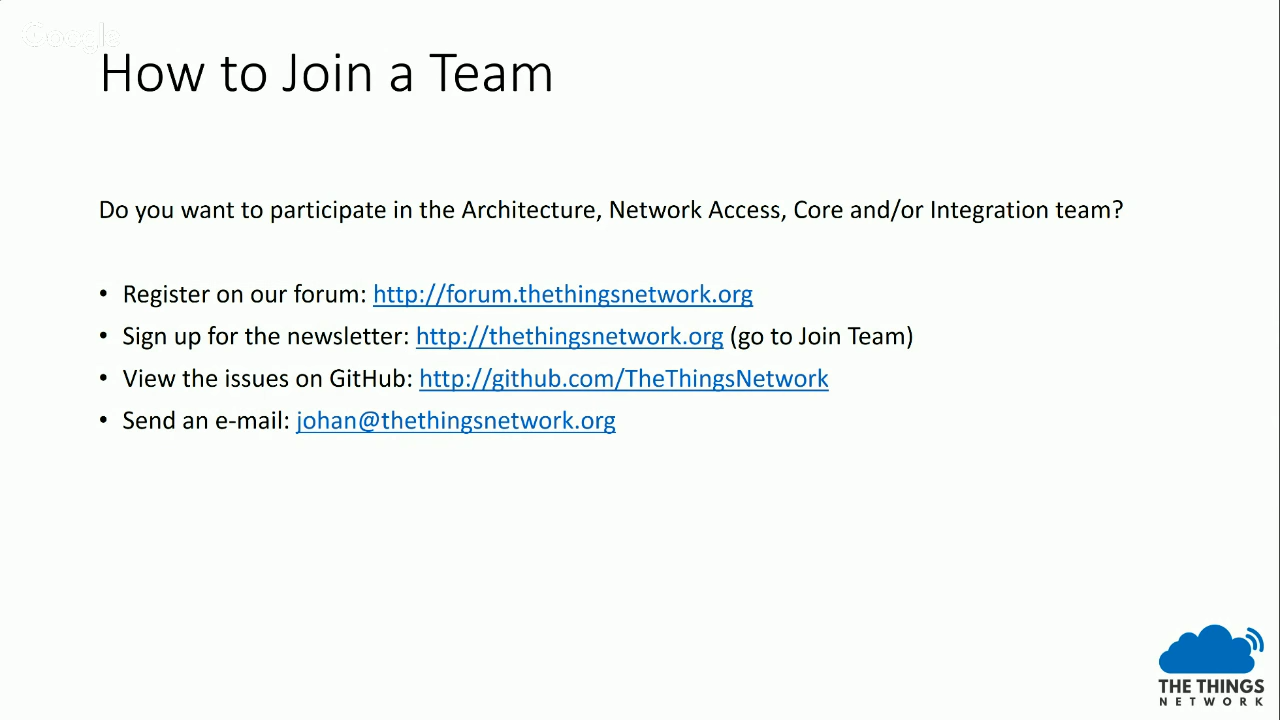 Google
How to Join a Team
Do you want to participate in the Architecture, Network Access, Core and/or Integration team?
• Register on our forum: http://forum.thethingsnetwork.org
• Sign up for the newsletter: http://thethingsnetwork.org (go to Join Team)
• View the issues on GitHub: http://github.com/TheThingsNetwork
• Send an e-mail: johan@thethingsnetwork.org
THE THINGS
NETWORK